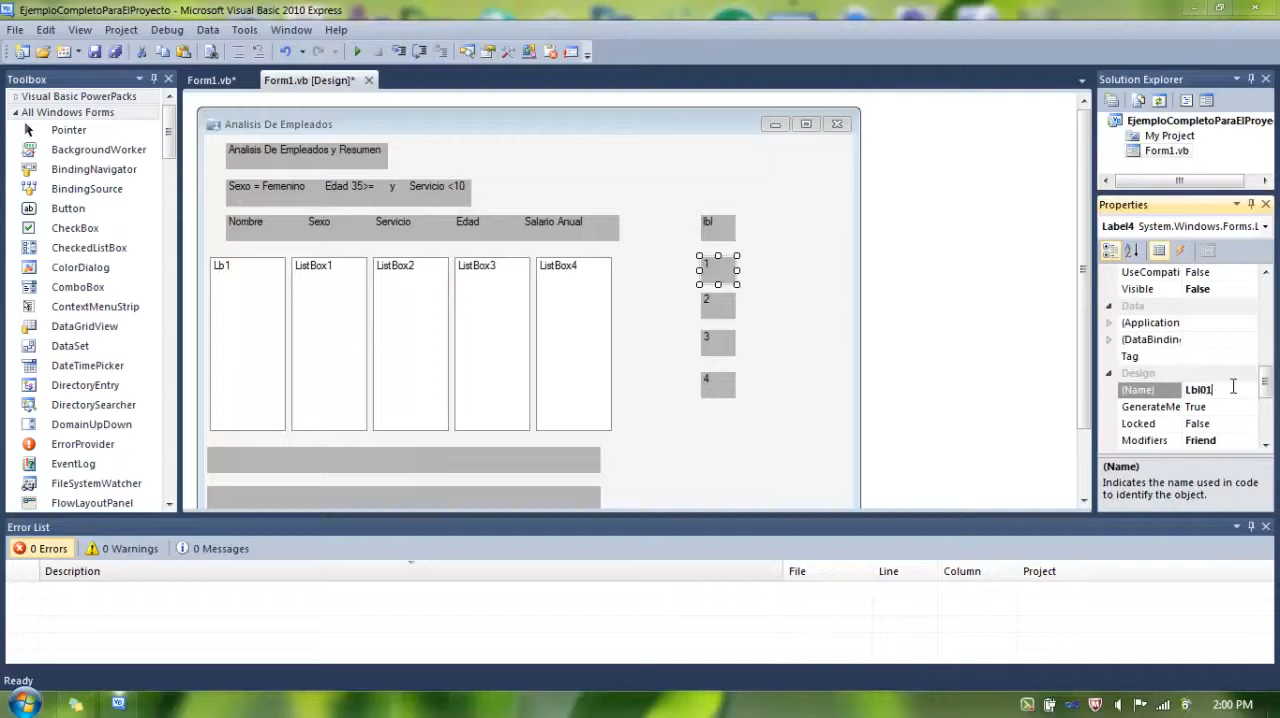 EjemploCompletoParaElProyecto - Microsoft Visual Basic 2010 Express
File Edit View Project Debug Data Tools Window Help
Toolbox
Visual Basic PowerPacks
All Windows Forms
Pointer
BackgroundWorker
BindingNavigator
BindingSource
Button
CheckBox
CheckedListBox
ColorDialog
ComboBox
ContextMenuStrip
DataGridView
DataSet
DateTimePicker
DirectoryEntry
DirectorySearcher
DomainUpDown
ErrorProvider
EventLog
FileSystemWatcher
FlowLayoutPanel
Form1.vb* Form1.vb [Design]*
Analisis De Empleados
Analisis De Empleados y Resumen
Sexo = Femenino Edad 35>= y Servicio <10
Nombre Sexo Servicio Edad Salario Anual
lbl
Lb1 ListBox1 ListBox2 ListBox3 ListBox4
1
2
3
4
Solution Explorer
EjemploCompletoParaElProye
My Project
Form1.vb
Properties
Label4 System.Windows.Forms.L
UseCompati False
Visible False
Data
(Application
(DataBinding
Tag
Design
(Name) Lbl01
GenerateMe True
Locked False
Modifiers Friend
(Name)
Indicates the name used in code
to identify the object.
Error List
0 Errors 0 Warnings 0 Messages
Description File Line Column Project
Ready
2:00 PM